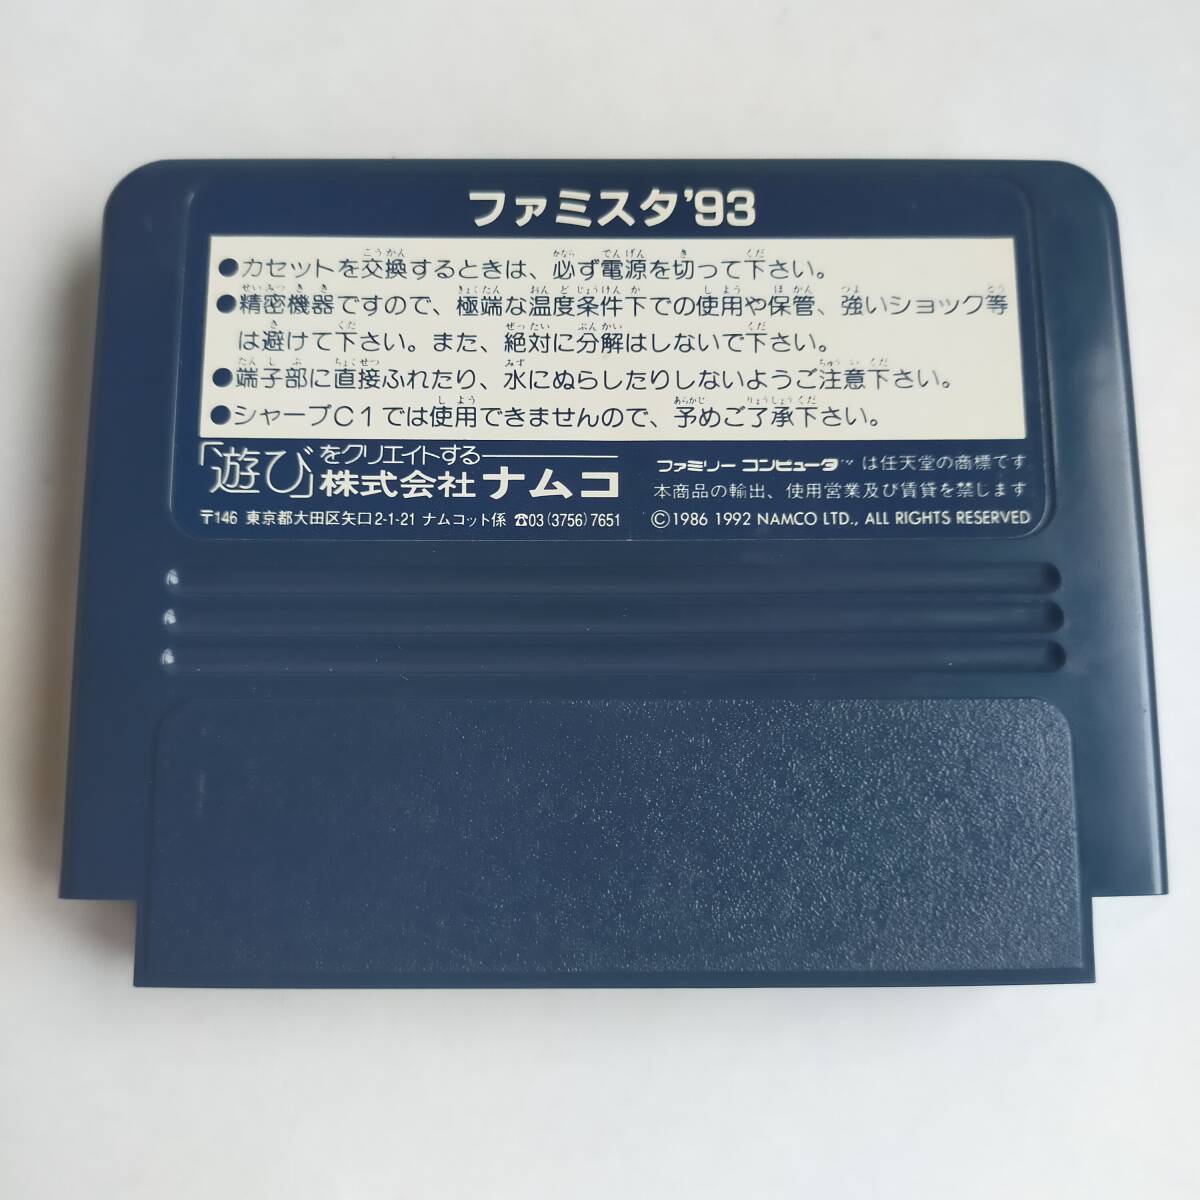 ファミスタ'93
●カセットを交換するときは、必ず電源を切って下さい。
●精密機器ですので、極端な温度条件下での使用や保管、強いショック等
は避けて下さい。また、絶対に分解はしないで下さい。
●端子部に直接ふれたり、水にぬらしたりしないようご注意下さい。
●シャープC1では使用できませんので、予めご了承下さい。
「遊び」をクリエイトする
株式会社ナムコ
〒146 東京都大田区矢口2-1-21 ナムコット係 ☎03(3756)7651
ファミリーコンピュータ™は任天堂の商標です
本商品の輸出、使用営業及び賃貸を禁じます
©1986 1992 NAMCO LTD., ALL RIGHTS RESERVED